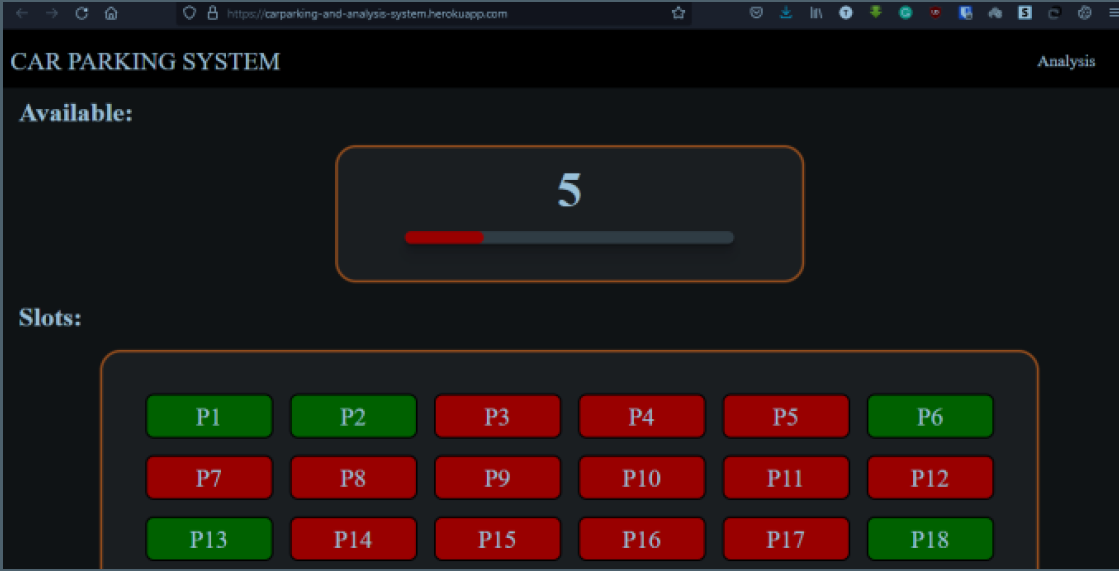 https://carparking-and-analysis-system.herokuapp.com
CAR PARKING SYSTEM
Analysis
Available:
5
Slots:
P1 P2 P3 P4 P5 P6
P7 P8 P9 P10 P11 P12
P13 P14 P15 P16 P17 P18